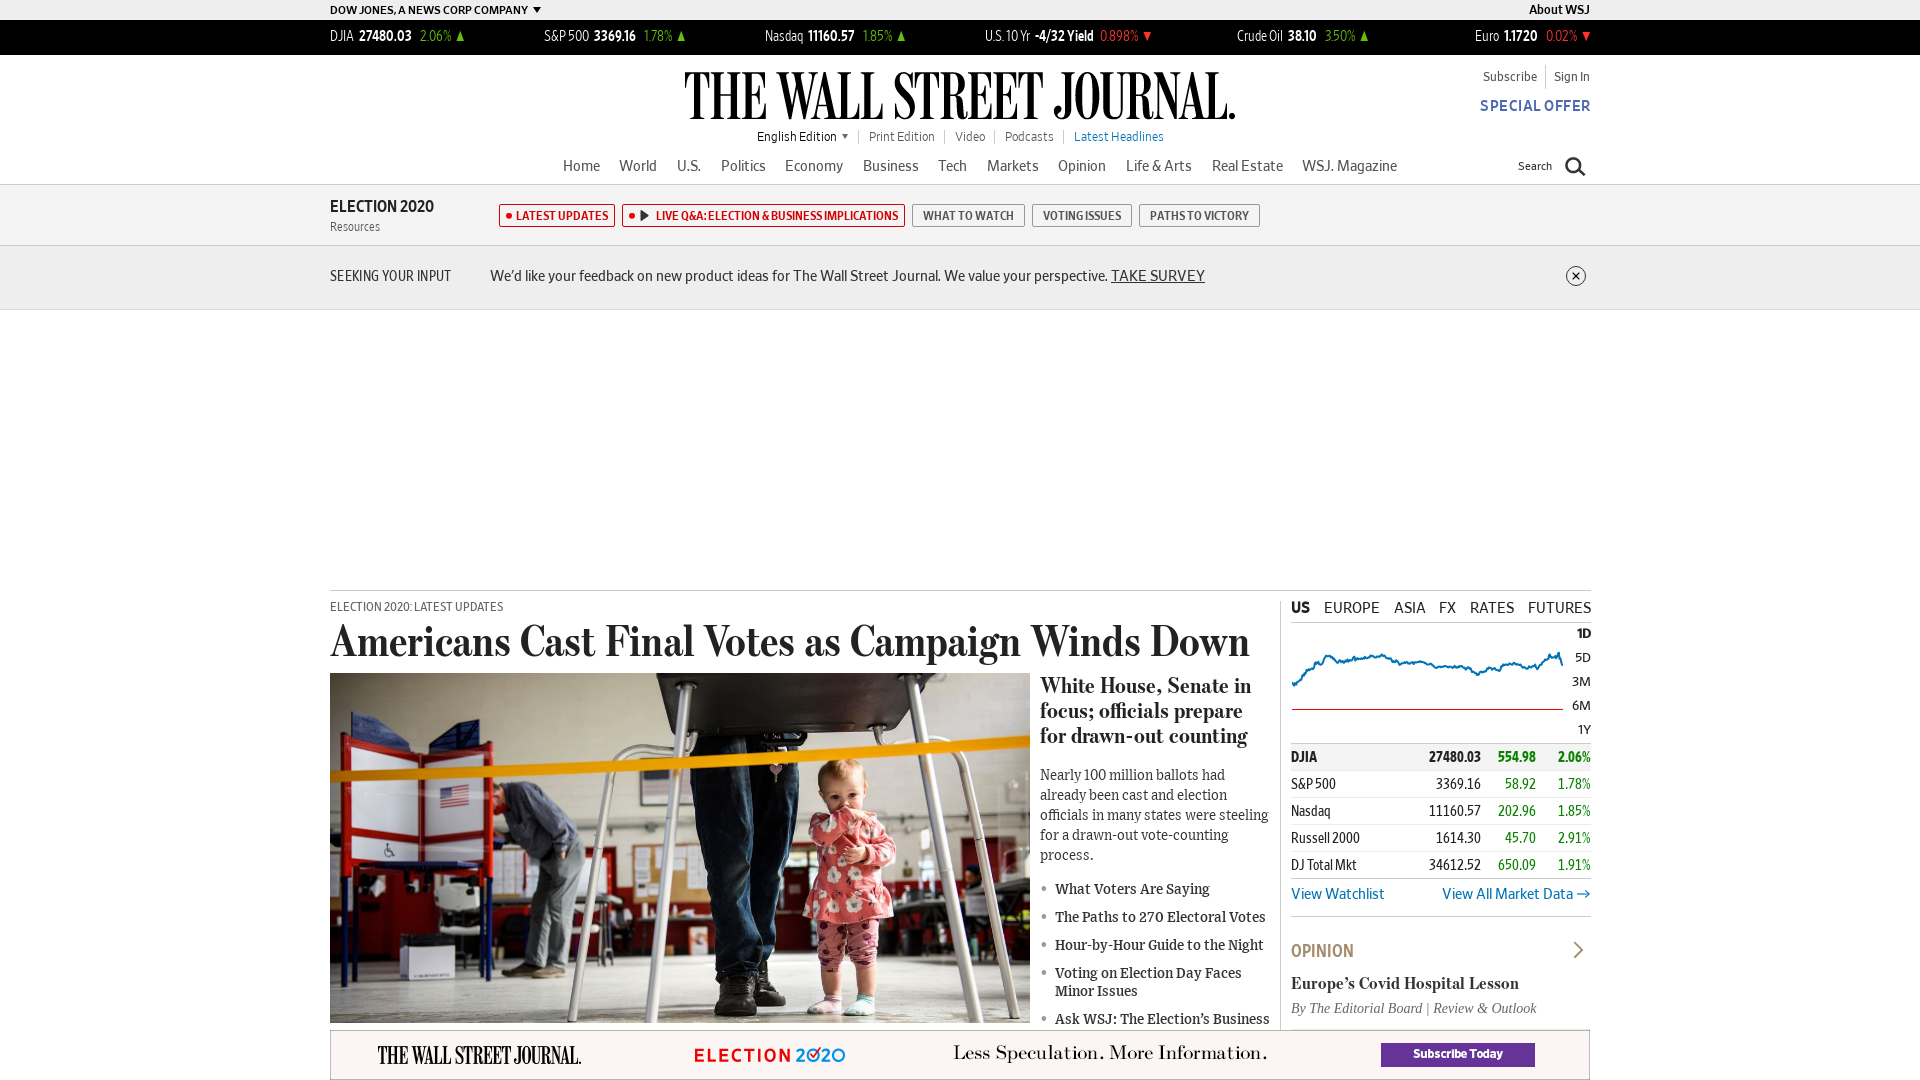 DOW JONES, A NEWS CORP COMPANY
About WSJ
DJIA 27480.03 2.06%
S&P 500 3369.16 1.78%
Nasdaq 11160.57 1.85%
U.S. 10 Yr -4/32 Yield 0.898%
Crude Oil 38.10 3.50%
Euro 1.1720 0.02%
THE WALL STREET JOURNAL.
Subscribe
Sign In
SPECIAL OFFER
English Edition
Print Edition
Video
Podcasts
Latest Headlines
Home World U.S. Politics Economy Business Tech Markets Opinion Life & Arts Real Estate WSJ. Magazine
Search
ELECTION 2020
Resources
LATEST UPDATES
LIVE Q&A: ELECTION & BUSINESS IMPLICATIONS
WHAT TO WATCH
VOTING ISSUES
PATHS TO VICTORY
SEEKING YOUR INPUT
We’d like your feedback on new product ideas for The Wall Street Journal. We value your perspective. TAKE SURVEY
ELECTION 2020: LATEST UPDATES
Americans Cast Final Votes as Campaign Winds Down
White House, Senate in
focus; officials prepare
for drawn-out counting
Nearly 100 million ballots had
already been cast and election
officials in many states were steeling
for a drawn-out vote-counting
process.
• What Voters Are Saying
• The Paths to 270 Electoral Votes
• Hour-by-Hour Guide to the Night
• Voting on Election Day Faces
Minor Issues
• Ask WSJ: The Election’s Business
US EUROPE ASIA FX RATES FUTURES
1D
5D
3M
6M
1Y
DJIA 27480.03 554.98 2.06%
S&P 500 3369.16 58.92 1.78%
Nasdaq 11160.57 202.96 1.85%
Russell 2000 1614.30 45.70 2.91%
DJ Total Mkt 34612.52 650.09 1.91%
View Watchlist
View All Market Data
OPINION
Europe’s Covid Hospital Lesson
By The Editorial Board | Review & Outlook
THE WALL STREET JOURNAL.
ELECTION 2020
Less Speculation. More Information.
Subscribe Today